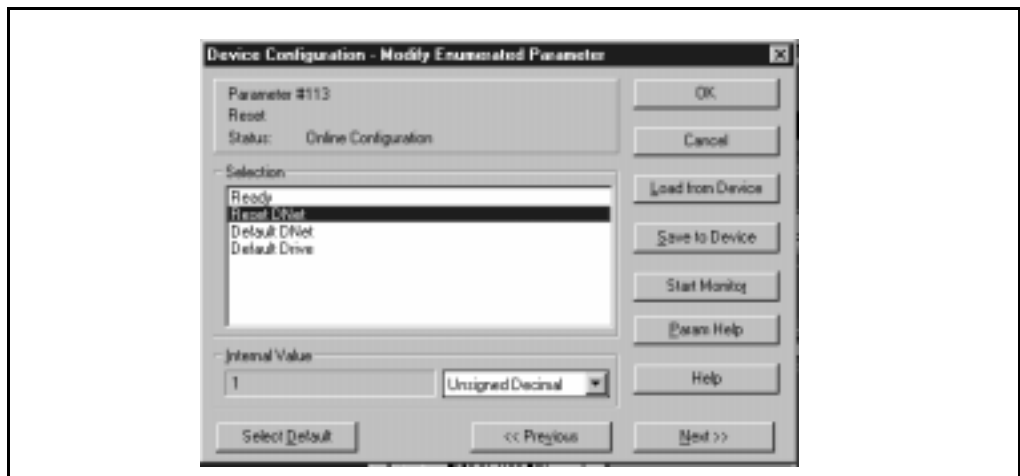 Device Configuration - Modify Enumerated Parameter
Parameter #113
Reset
Status: Online Configuration
Selection
Ready
Reset DNet
Default DNet
Default Drive
Internal Value
1
Unsigned Decimal
OK
Cancel
Load from Device
Save to Device
Start Monitor
Param Help
Help
Select Default
<< Previous
Next >>